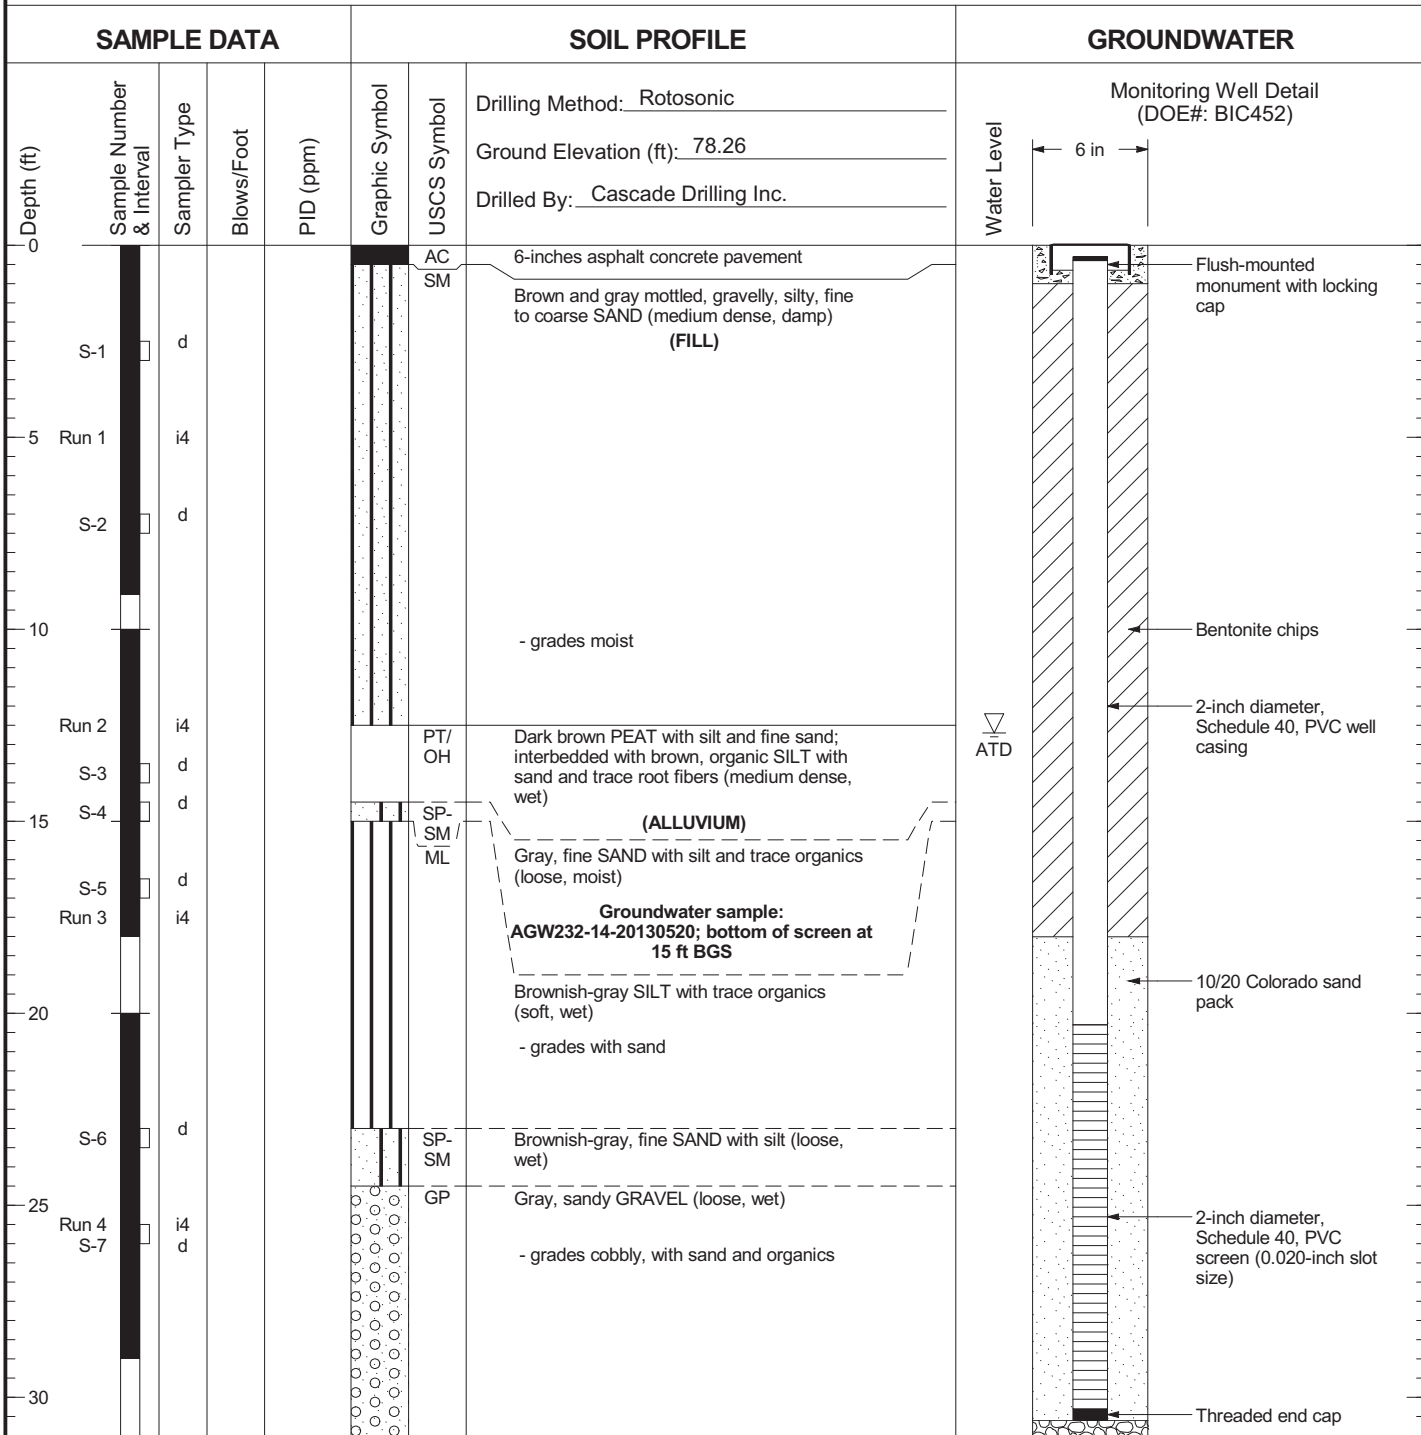 SAMPLE DATA
SOIL PROFILE
GROUNDWATER
Depth (ft)
Sample Number
& Interval
Sampler Type
Blows/Foot
PID (ppm)
Graphic Symbol
USCS Symbol
Drilling Method: Rotosonic
Ground Elevation (ft): 78.26
Drilled By: Cascade Drilling Inc.
Water Level
Monitoring Well Detail
(DOE#: BIC452)
6 in
0
AC
6-inches asphalt concrete pavement
Flush-mounted
monument with locking
cap
SM
Brown and gray mottled, gravelly, silty, fine
to coarse SAND (medium dense, damp)
(FILL)
S-1
d
5
Run 1
i4
S-2
d
10
- grades moist
Bentonite chips
Run 2
i4
2-inch diameter,
Schedule 40, PVC well
casing
PT/
OH
Dark brown PEAT with silt and fine sand;
interbedded with brown, organic SILT with
sand and trace root fibers (medium dense,
wet)
ATD
S-3
d
S-4
d
15
SP-
SM
(ALLUVIUM)
ML
Gray, fine SAND with silt and trace organics
(loose, moist)
S-5
d
Run 3
i4
Groundwater sample:
AGW232-14-20130520; bottom of screen at
15 ft BGS
Brownish-gray SILT with trace organics
(soft, wet)
10/20 Colorado sand
pack
20
- grades with sand
S-6
d
SP-
SM
Brownish-gray, fine SAND with silt (loose,
wet)
25
GP
Gray, sandy GRAVEL (loose, wet)
Run 4
i4
S-7
d
- grades cobbly, with sand and organics
2-inch diameter,
Schedule 40, PVC
screen (0.020-inch slot
size)
30
Threaded end cap